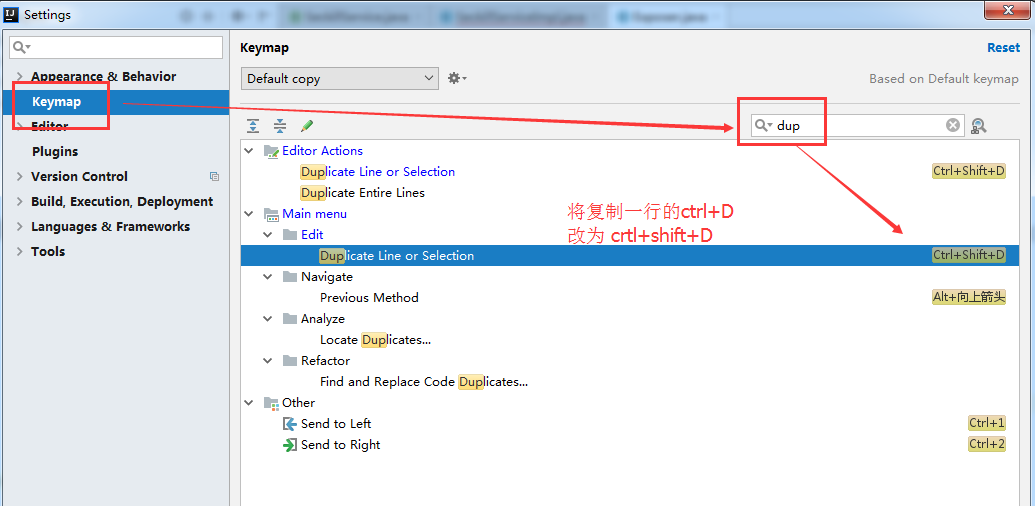 IJ Settings
Keymap
Reset
Default copy
Based on Default keymap
Appearance & Behavior
Keymap
Editor
Plugins
Version Control
Build, Execution, Deployment
Languages & Frameworks
Tools
dup
Editor Actions
Duplicate Line or Selection Ctrl+Shift+D
Duplicate Entire Lines
Main menu
将复制一行的ctrl+D
改为 crtl+shift+D
Edit
Duplicate Line or Selection Ctrl+Shift+D
Navigate
Previous Method Alt+向上箭头
Analyze
Locate Duplicates...
Refactor
Find and Replace Code Duplicates...
Other
Send to Left Ctrl+1
Send to Right Ctrl+2